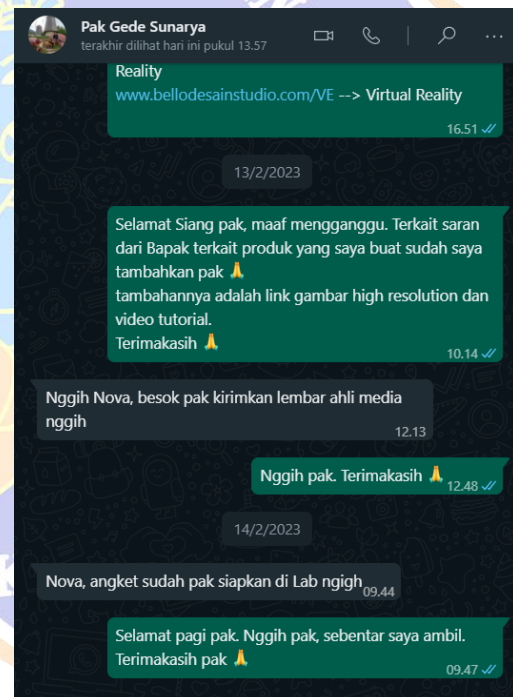 Pak Gede Sunarya
terakhir dilihat hari ini pukul 13.57
Reality
www.bellodesainstudio.com/VE --> Virtual Reality
16.51
13/2/2023
Selamat Siang pak, maaf mengganggu. Terkait saran
dari Bapak terkait produk yang saya buat sudah saya
tambahkan pak 🙏
tambahannya adalah link gambar high resolution dan
video tutorial.
Terimakasih 🙏
10.14
Nggih Nova, besok pak kirimkan lembar ahli media
nggih
12.13
Nggih pak. Terimakasih 🙏
12.48
14/2/2023
Nova, angket sudah pak siapkan di Lab ngigh
09.44
Selamat pagi pak. Nggih pak, sebentar saya ambil.
Terimakasih pak 🙏
09.47